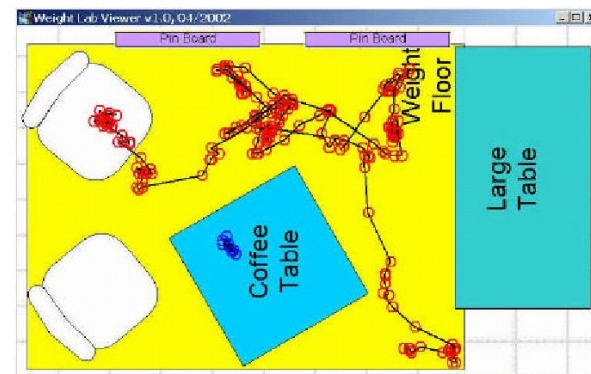 Weight Lab Viewer v1.0, 04/2002
Pin Board
Pin Board
Weight
Floor
Large
Table
Coffee
Table